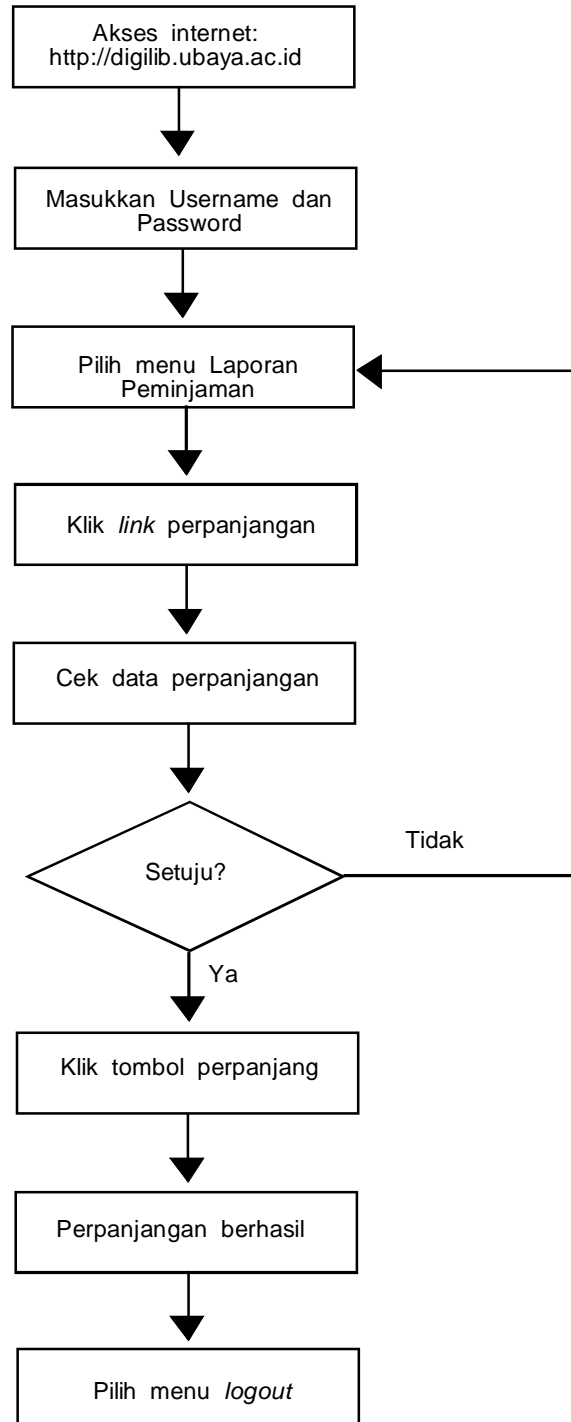 Akses internet:
http://digilib.ubaya.ac.id
Masukkan Username dan
Password
Pilih menu Laporan
Peminjaman
Klik link perpanjangan
Cek data perpanjangan
Setuju?
Tidak
Ya
Klik tombol perpanjang
Perpanjangan berhasil
Pilih menu logout